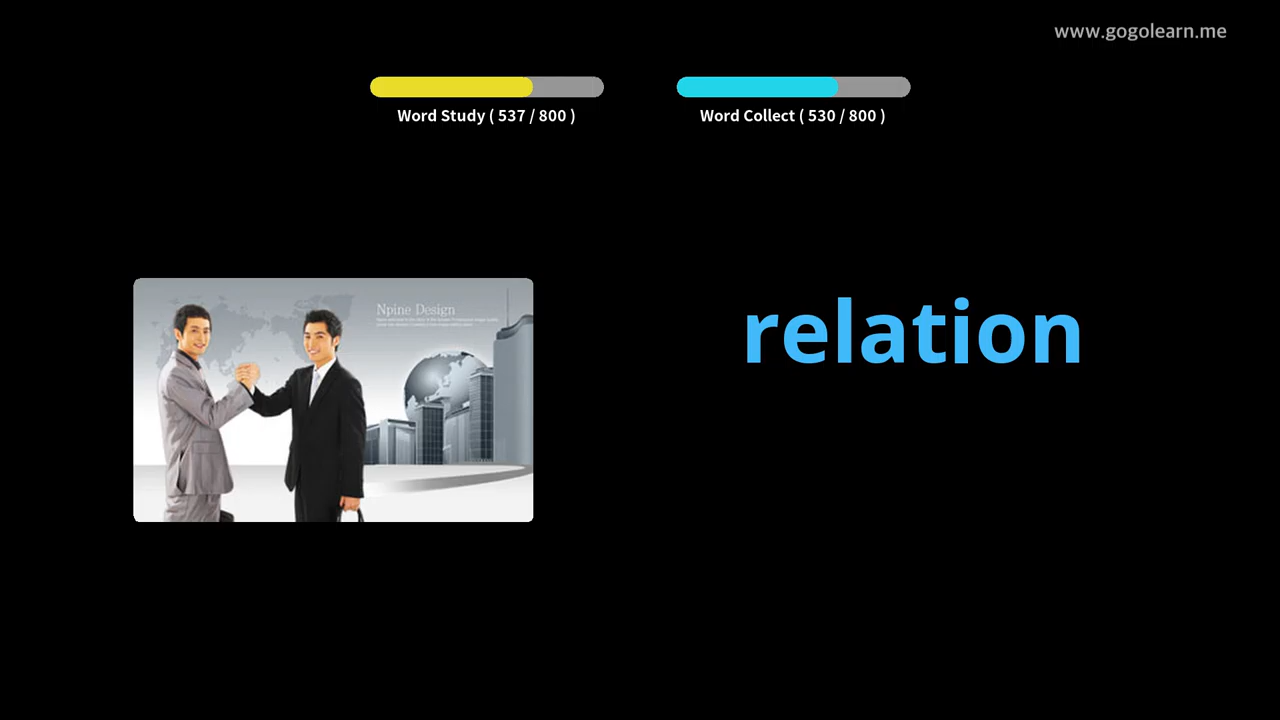 www.gogolearn.me
Word Study ( 537 / 800 )
Word Collect ( 530 / 800 )
Npine Design
relation